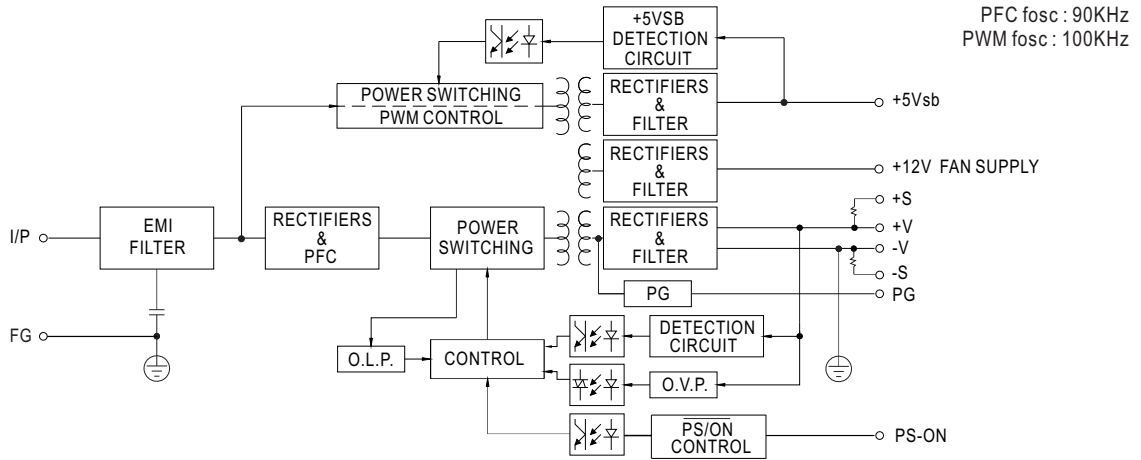 PFC fosc : 90KHz
PWM fosc : 100KHz
+5VSB
DETECTION
CIRCUIT
POWER SWITCHING
PWM CONTROL
RECTIFIERS
&
FILTER
+5Vsb
RECTIFIERS
&
FILTER
+12V FAN SUPPLY
I/P
EMI
FILTER
RECTIFIERS
&
PFC
POWER
SWITCHING
RECTIFIERS
&
FILTER
+S
+V
-V
-S
PG
PG
FG
O.L.P.
CONTROL
DETECTION
CIRCUIT
O.V.P.
PS/ON
CONTROL
PS-ON